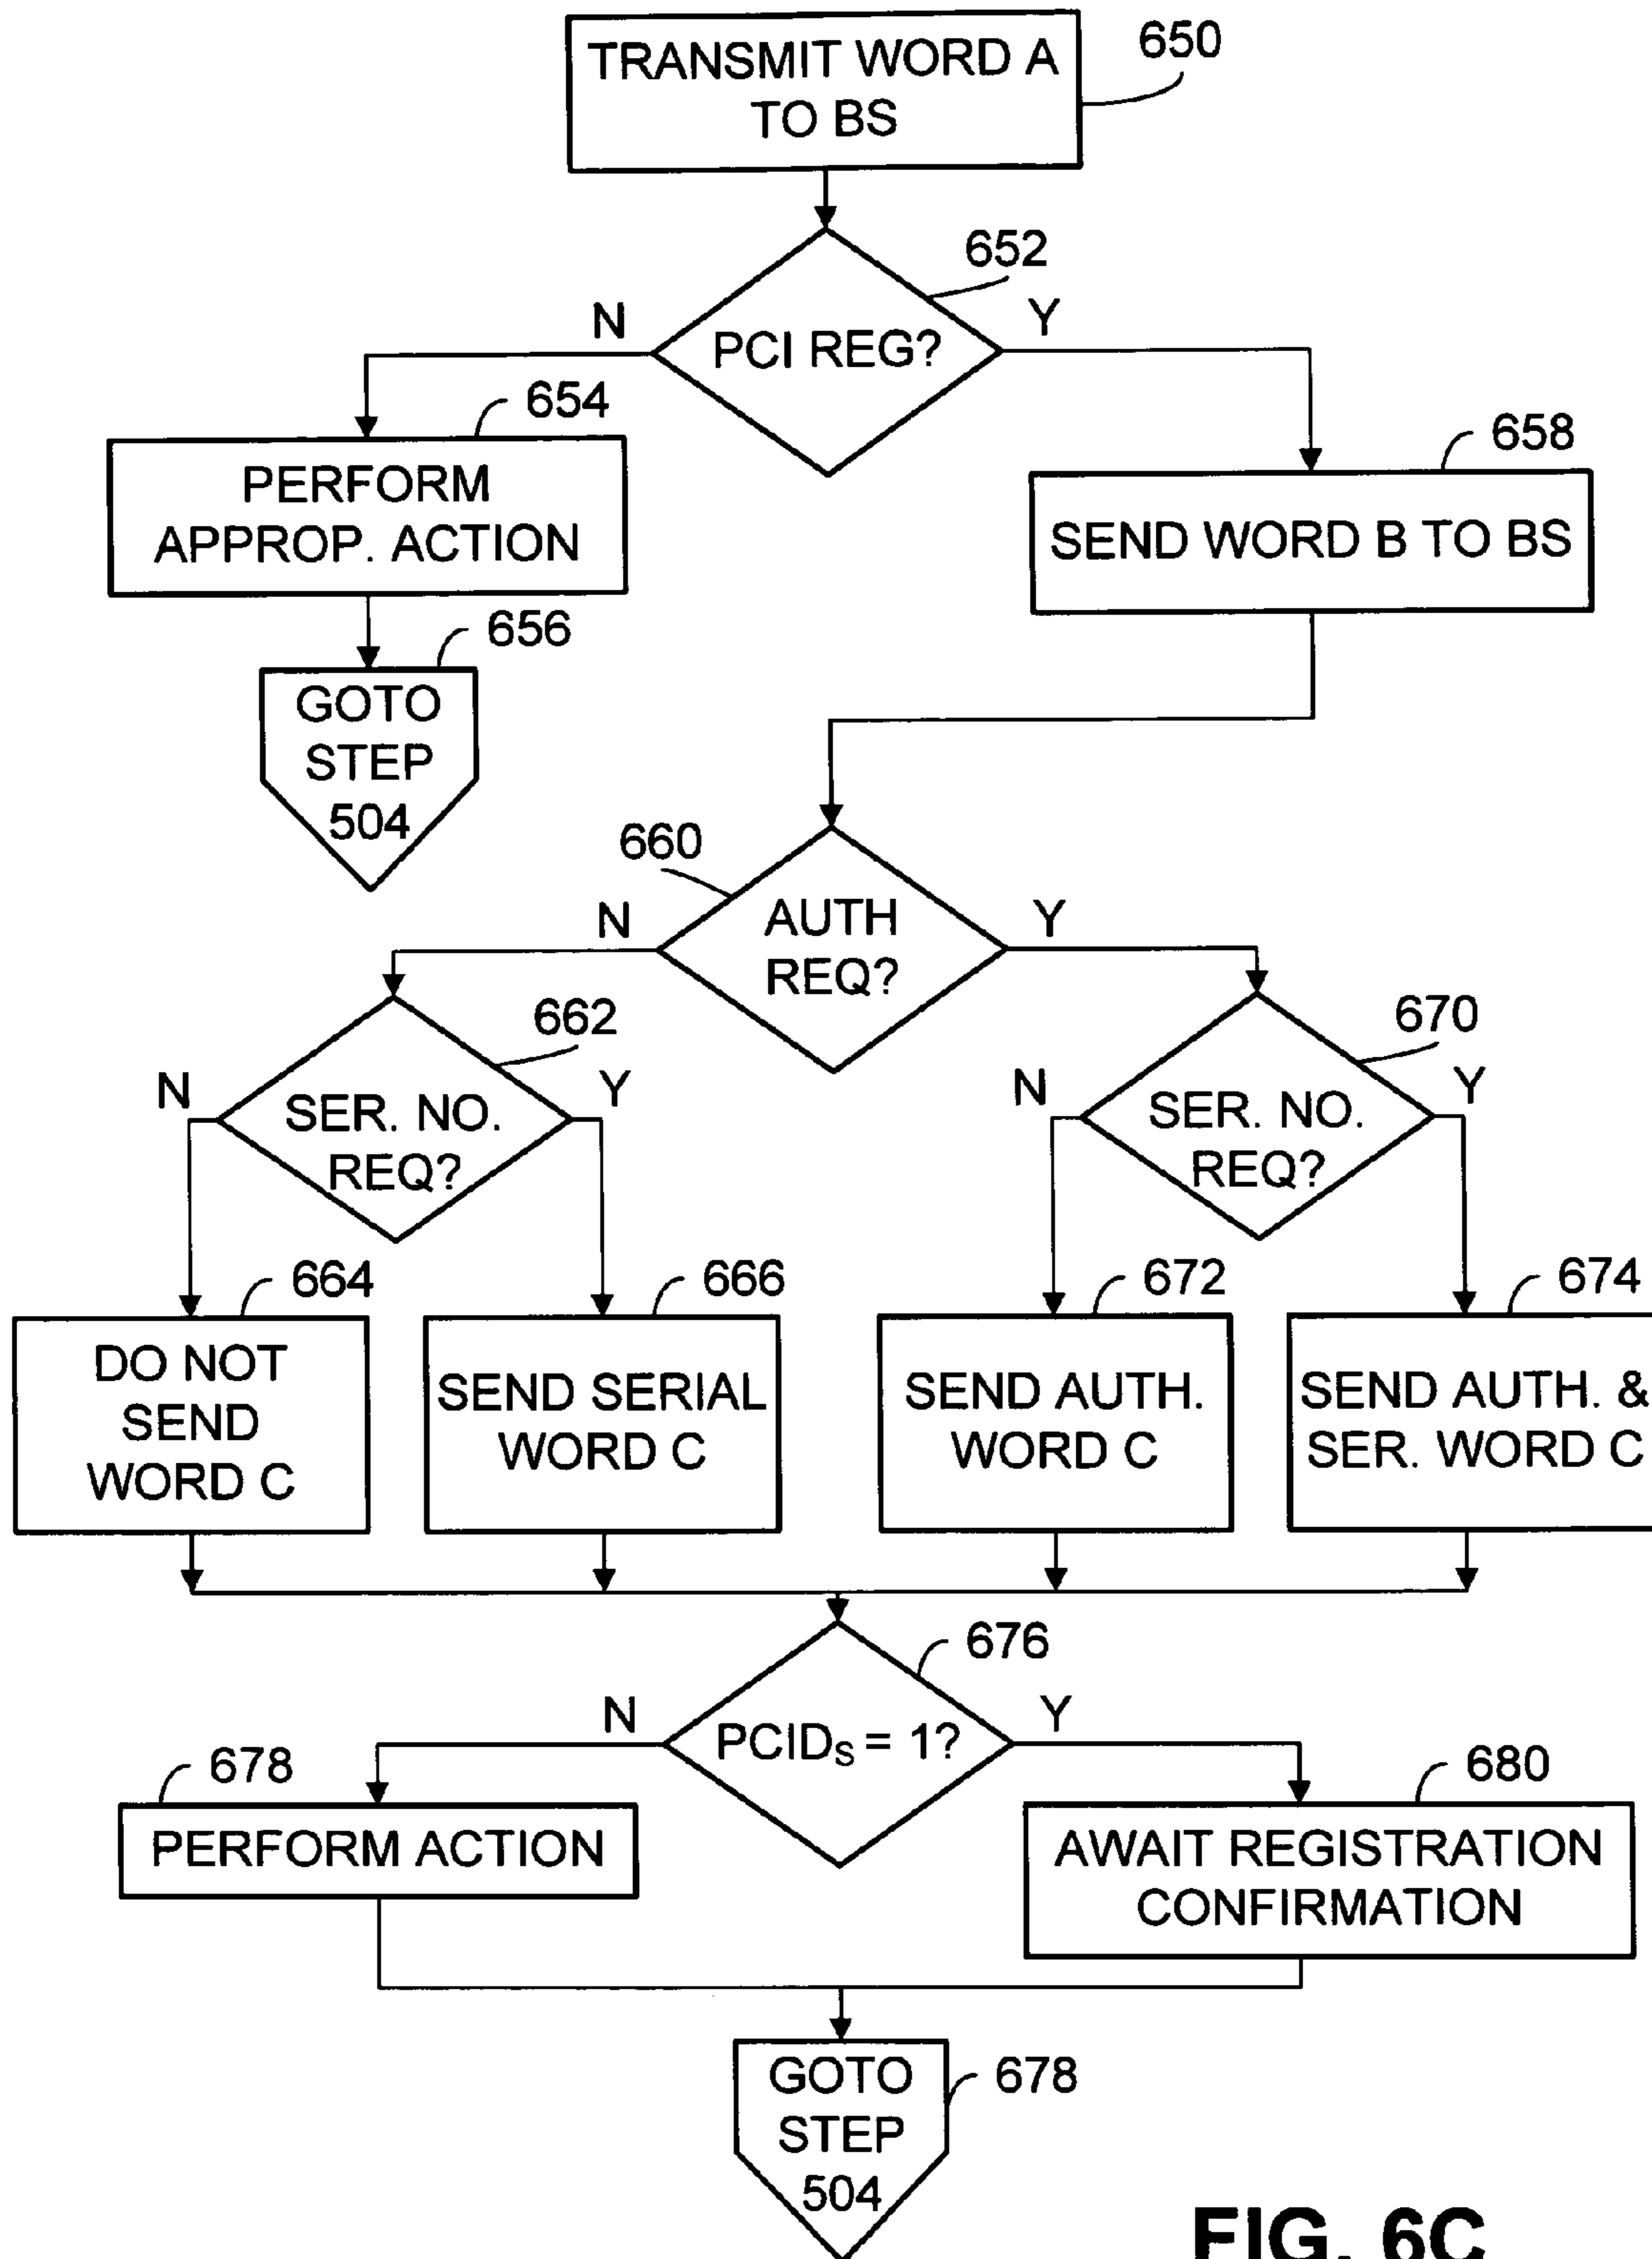 TRANSMIT WORD A
TO BS
650
652
N
Y
PCI REG?
654
PERFORM
APPROP. ACTION
658
SEND WORD B TO BS
656
GOTO
STEP
504
660
N
Y
AUTH
REQ?
662
N
Y
SER. NO.
REQ?
670
N
Y
SER. NO.
REQ?
664
DO NOT
SEND
WORD C
666
SEND SERIAL
WORD C
672
SEND AUTH.
WORD C
674
SEND AUTH. &
SER. WORD C
676
N
Y
PCIDS = 1?
678
PERFORM ACTION
680
AWAIT REGISTRATION
CONFIRMATION
GOTO
STEP
504
678
FIG. 6C